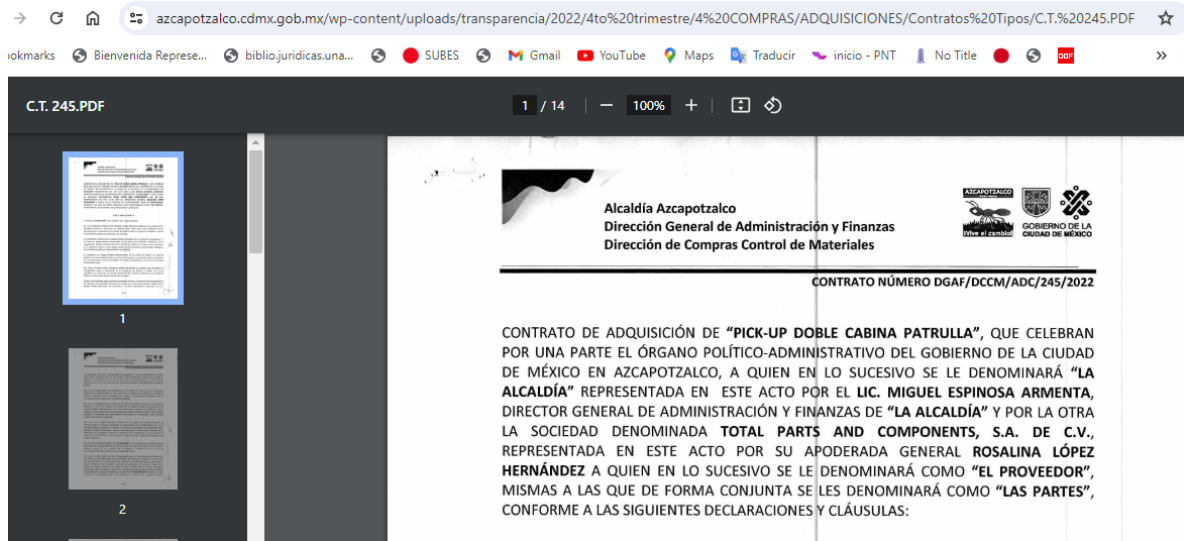 azcapotzalco.cdmx.gob.mx/wp-content/uploads/transparencia/2022/4to%20trimestre/4%20COMPRAS/ADQUISICIONES/Contratos%20Tipos/C.T.%20245.PDF
ookmarks Bienvenida Represe... biblio.juridicas.una... SUBES Gmail YouTube Maps Traducir inicio - PNT No Title DOF »
C.T. 245.PDF 1 / 14 — 100% +
Alcaldía Azcapotzalco
Dirección General de Administración y Finanzas
Dirección de Compras Control de Materiales
AZCAPOTZALCO
¡Vive el cambio!
GOBIERNO DE LA
CIUDAD DE MÉXICO
CONTRATO NÚMERO DGAF/DCCM/ADC/245/2022
CONTRATO DE ADQUISICIÓN DE “PICK-UP DOBLE CABINA PATRULLA”, QUE CELEBRAN
POR UNA PARTE EL ÓRGANO POLÍTICO-ADMINISTRATIVO DEL GOBIERNO DE LA CIUDAD
DE MÉXICO EN AZCAPOTZALCO, A QUIEN EN LO SUCESIVO SE LE DENOMINARÁ “LA
ALCALDÍA” REPRESENTADA EN ESTE ACTO POR EL LIC. MIGUEL ESPINOSA ARMENTA,
DIRECTOR GENERAL DE ADMINISTRACIÓN Y FINANZAS DE “LA ALCALDÍA” Y POR LA OTRA
LA SOCIEDAD DENOMINADA TOTAL PARTS AND COMPONENTS, S.A. DE C.V.,
REPRESENTADA EN ESTE ACTO POR SU APODERADA GENERAL ROSALINA LÓPEZ
HERNÁNDEZ A QUIEN EN LO SUCESIVO SE LE DENOMINARÁ COMO “EL PROVEEDOR”,
MISMAS A LAS QUE DE FORMA CONJUNTA SE LES DENOMINARÁ COMO “LAS PARTES”,
CONFORME A LAS SIGUIENTES DECLARACIONES Y CLÁUSULAS:
1
2